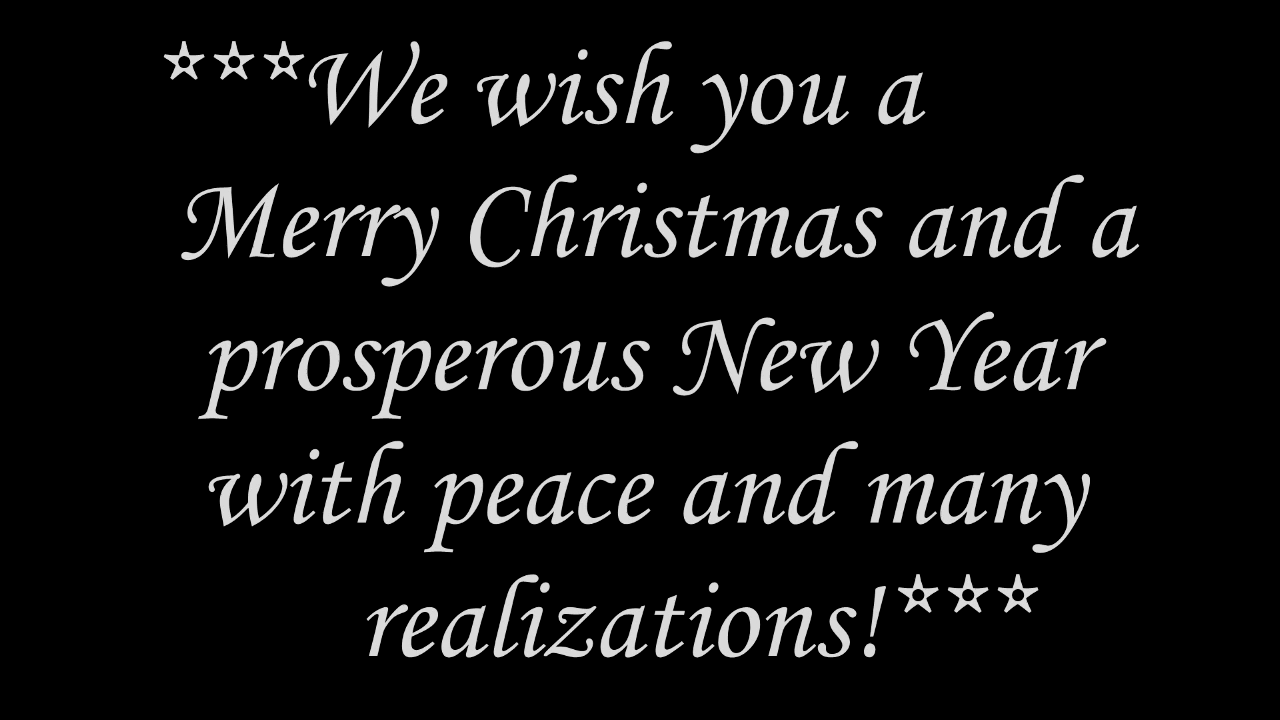 ***We wish you a
Merry Christmas and a
prosperous New Year
with peace and many
realizations!***